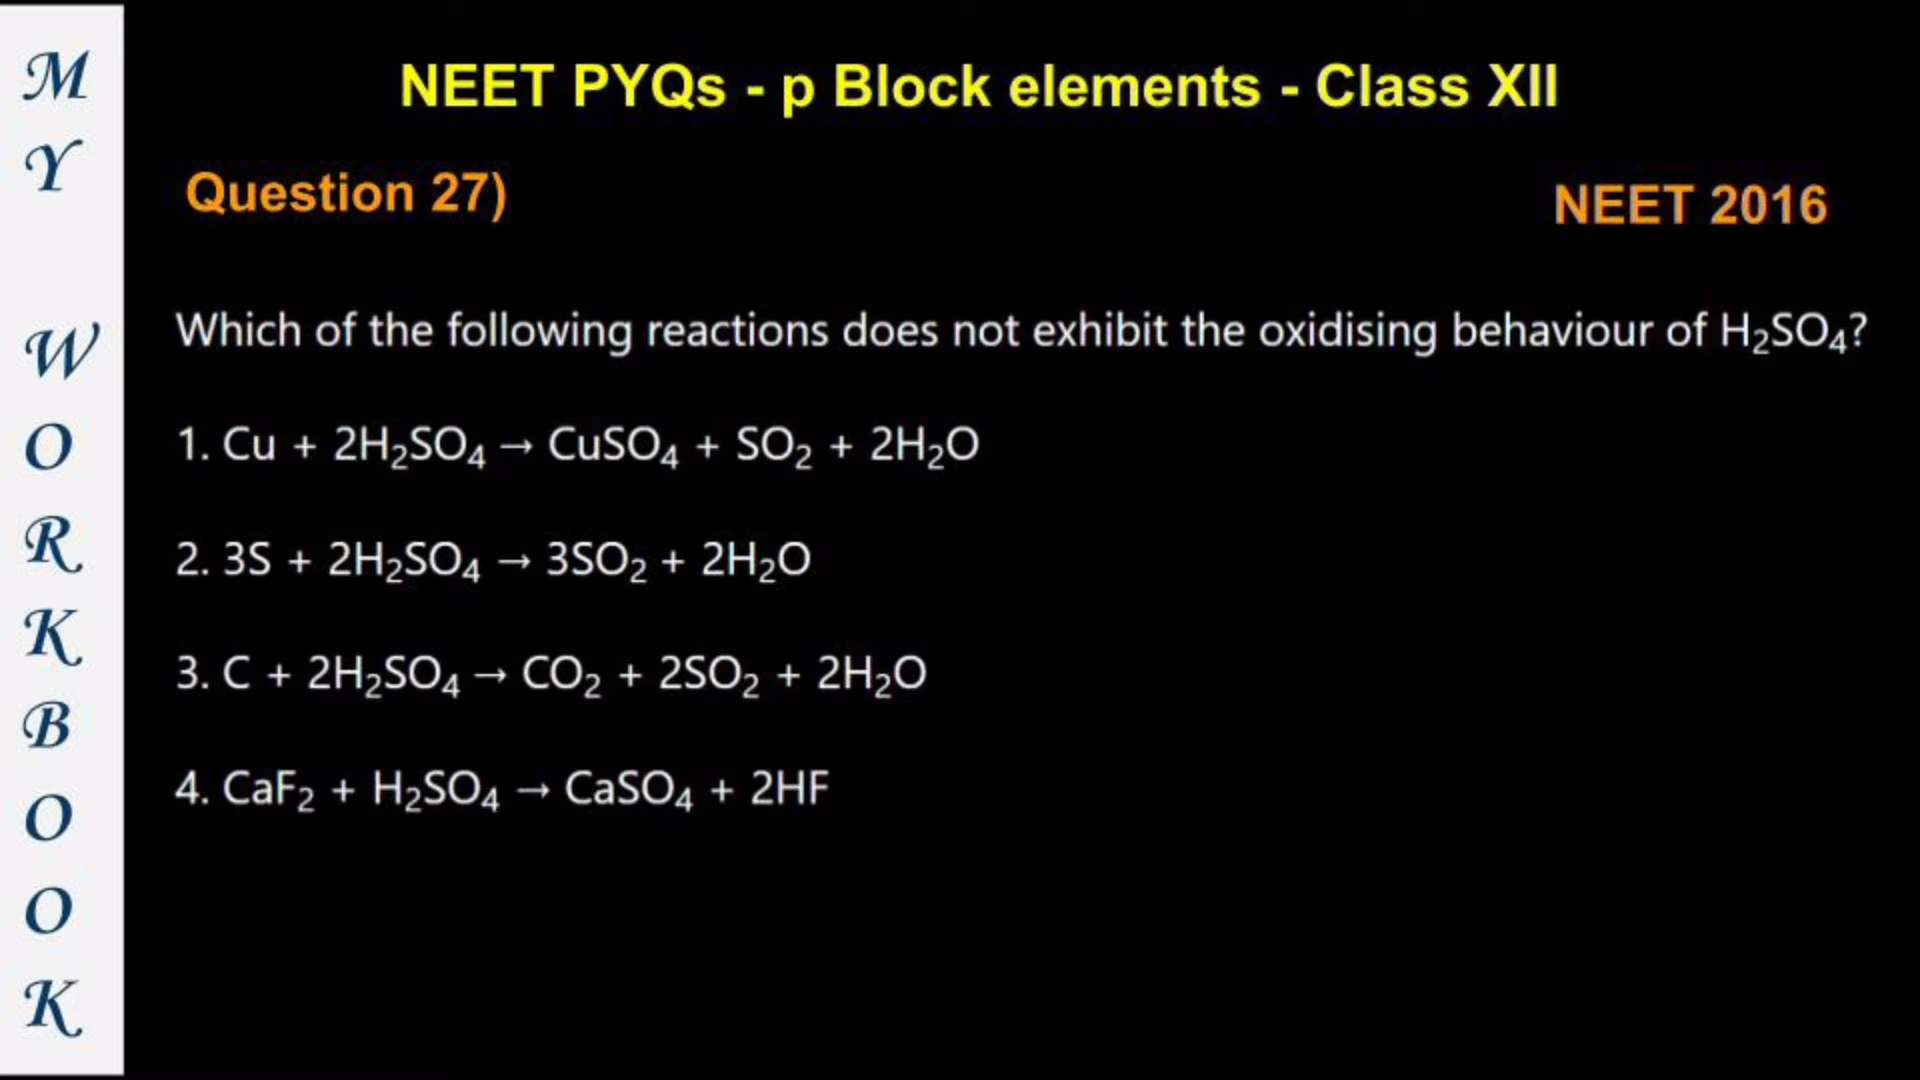 MY WORKBOOK
NEET PYQs - p Block elements - Class XII
Question 27)
NEET 2016
Which of the following reactions does not exhibit the oxidising behaviour of H₂SO₄?
1. Cu + 2H₂SO₄ → CuSO₄ + SO₂ + 2H₂O
2. 3S + 2H₂SO₄ → 3SO₂ + 2H₂O
3. C + 2H₂SO₄ → CO₂ + 2SO₂ + 2H₂O
4. CaF₂ + H₂SO₄ → CaSO₄ + 2HF